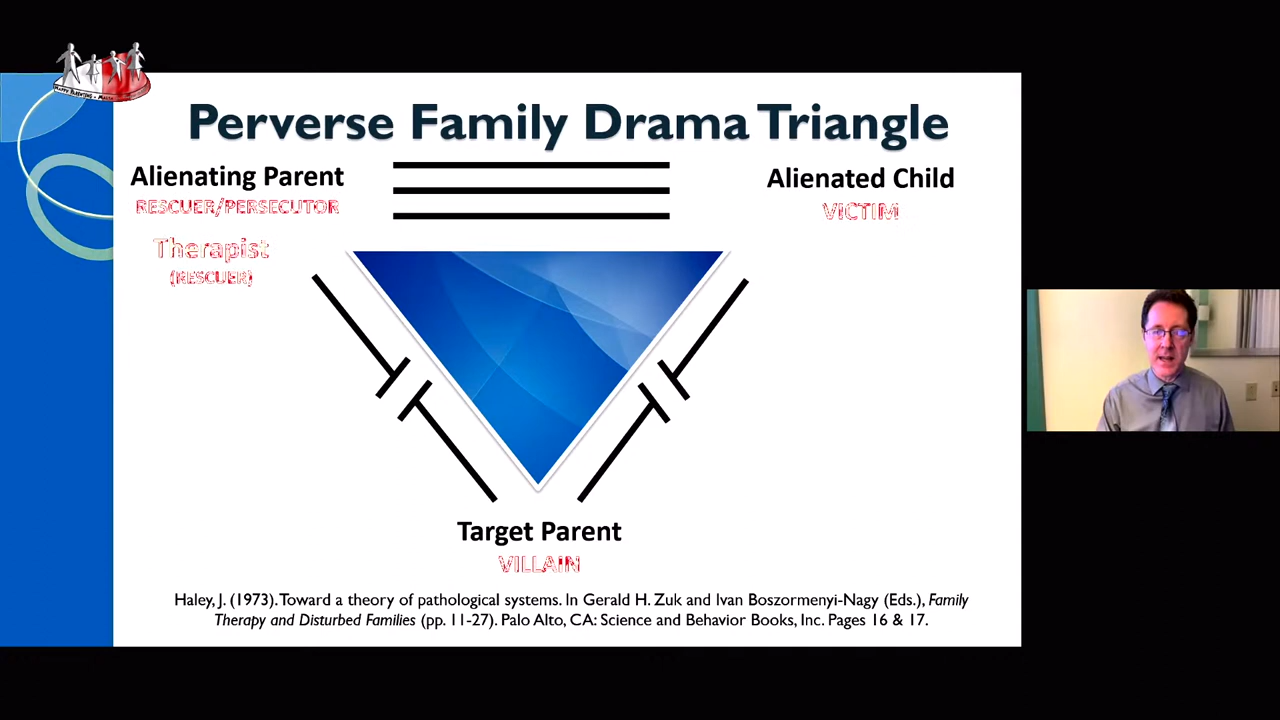 Perverse Family Drama Triangle
Alienating Parent
RESCUER/PERSECUTOR
Therapist
(RESCUER)
Alienated Child
VICTIM
Target Parent
VILLAIN
Haley, J. (1973). Toward a theory of pathological systems. In Gerald H. Zuk and Ivan Boszormenyi-Nagy (Eds.), Family
Therapy and Disturbed Families (pp. 11-27). Palo Alto, CA: Science and Behavior Books, Inc. Pages 16 & 17.